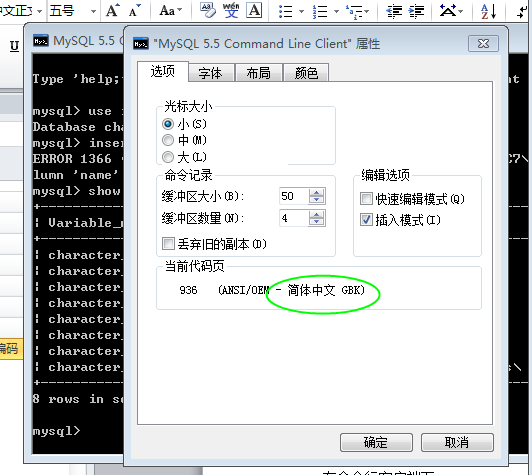 中文正 五号 A A 变 wén 文 A
U MySQL 5.5 C
"MySQL 5.5 Command Line Client" 属性
选项 字体 布局 颜色
光标大小
小(S)
中(M)
大(L)
命令记录
缓冲区大小(B): 50
缓冲区数量(N): 4
丢弃旧的副本(D)
编辑选项
快速编辑模式(Q)
插入模式(I)
当前代码页
936 (ANSI/OEM - 简体中文 GBK)
确定 取消
Type 'help;
mysql> use
Database cha
mysql> inser
ERROR 1366
C7\
lumn 'name'
mysql> show
| Variable_
| character_
| character_
| character_
| character_
| character_
| character_
| character_
| character_
s\
8 rows in se
mysql>
编码